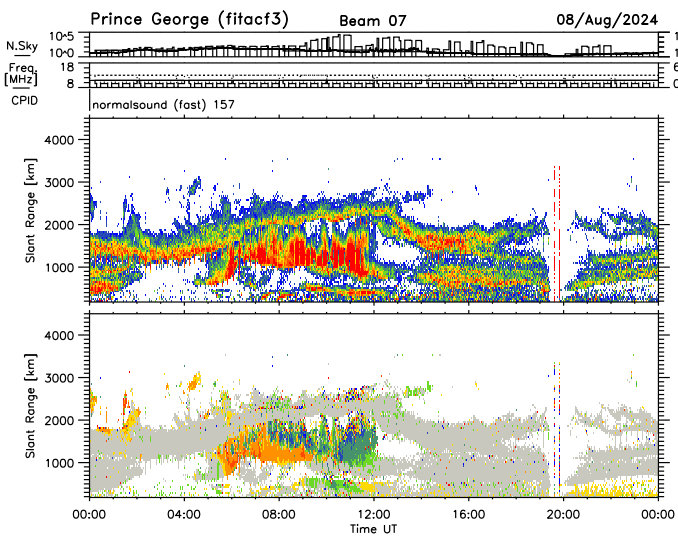 Prince George (fitacf3) Beam 07 08/Aug/2024
N.Sky
10^5
10^0
Freq.
[MHz]
18
8
CPID
normalsound (fast) 157
Slant Range [km]
4000
3000
2000
1000
Slant Range [km]
4000
3000
2000
1000
00:00 04:00 08:00 12:00 16:00 20:00 00:00
Time UT